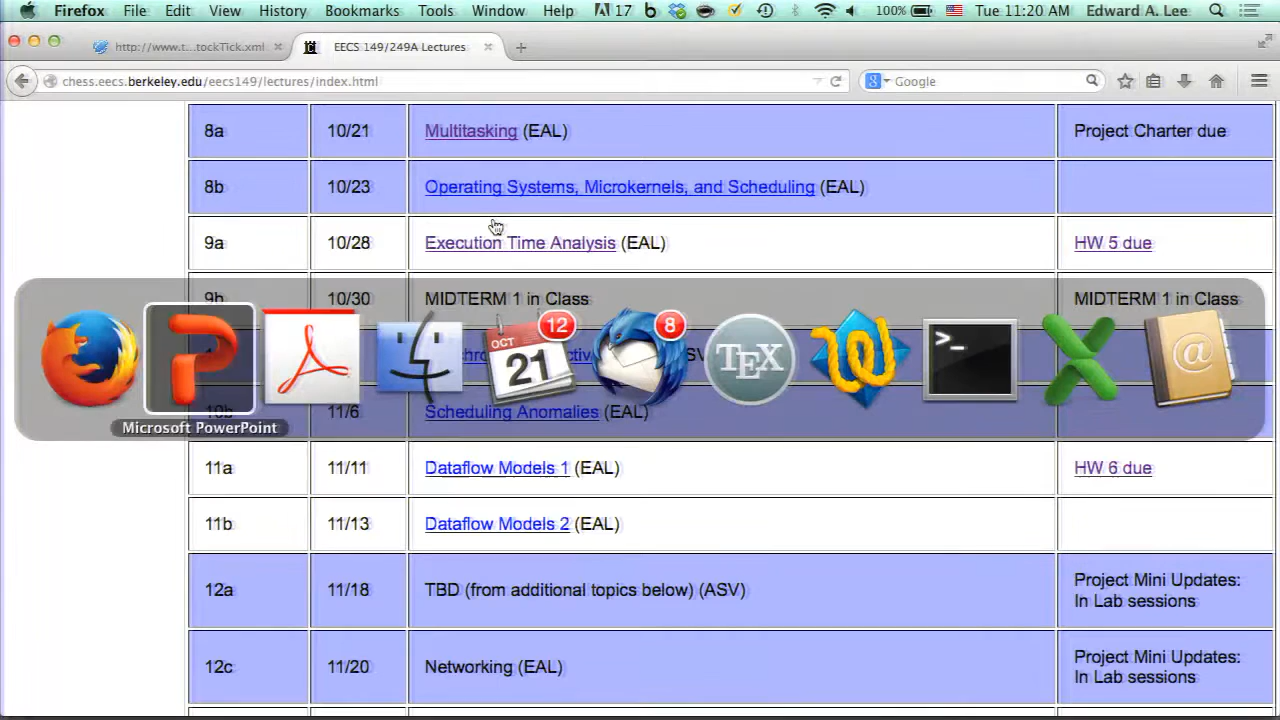 Firefox File Edit View History Bookmarks Tools Window Help 17 100% Tue 11:20 AM Edward A. Lee
http://www.t...tockTick.xml EECS 149/249A Lectures
chess.eecs.berkeley.edu/eecs149/lectures/index.html Google
8a 10/21 Multitasking (EAL) Project Charter due
8b 10/23 Operating Systems, Microkernels, and Scheduling (EAL)
9a 10/28 Execution Time Analysis (EAL) HW 5 due
9b 10/30 MIDTERM 1 in Class MIDTERM 1 in Class
12 8
OCT
21
TEX
>_
@
10b 11/6 Scheduling Anomalies (EAL)
Microsoft PowerPoint
11a 11/11 Dataflow Models 1 (EAL) HW 6 due
11b 11/13 Dataflow Models 2 (EAL)
12a 11/18 TBD (from additional topics below) (ASV) Project Mini Updates:
In Lab sessions
12c 11/20 Networking (EAL) Project Mini Updates:
In Lab sessions